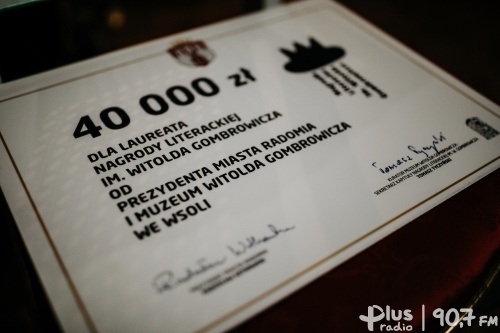 40 000 zł
DLA LAUREATA
NAGRODY LITERACKIEJ
IM. WITOLDA GOMBROWICZA
OD
PREZYDENTA MIASTA RADOMIA
I MUZEUM WITOLDA GOMBROWICZA
WE WSOLI
Plus radio 90,7 FM